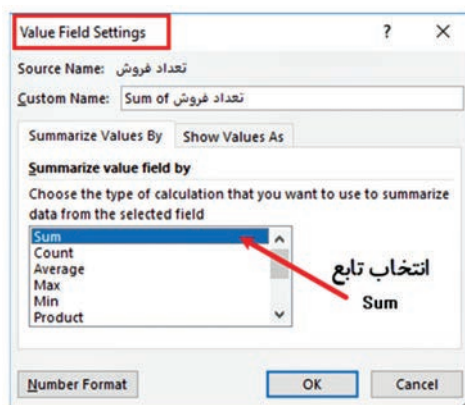 Value Field Settings
Source Name: تعداد فروش
Custom Name: Sum of تعداد فروش
Summarize Values By Show Values As
Summarize value field by
Choose the type of calculation that you want to use to summarize
data from the selected field
Sum
Count
Average
Max
Min
Product
انتخاب تابع
Sum
Number Format OK Cancel